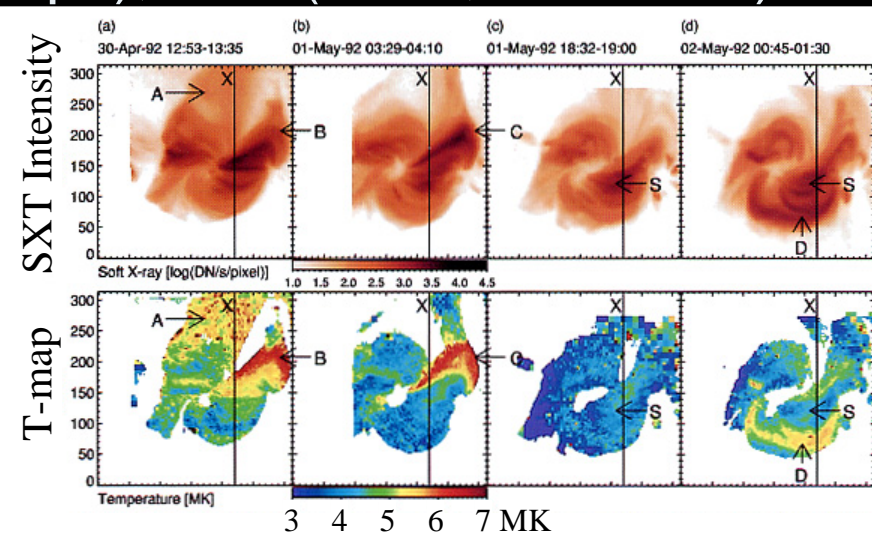 (a) (b) (c) (d)
30-Apr-92 12:53-13:35 01-May-92 03:29-04:10 01-May-92 18:32-19:00 02-May-92 00:45-01:30
SXT Intensity
300
250
200
150
100
50
0
X X X X
A
B
C
S
S
D
Soft X-ray [log(DN/s/pixel)]
1.0 1.5 2.0 2.5 3.0 3.5 4.0 4.5
T-map
300
250
200
150
100
50
0
X X X X
A
B
C
S
S
D
Temperature [MK]
3 4 5 6 7 MK